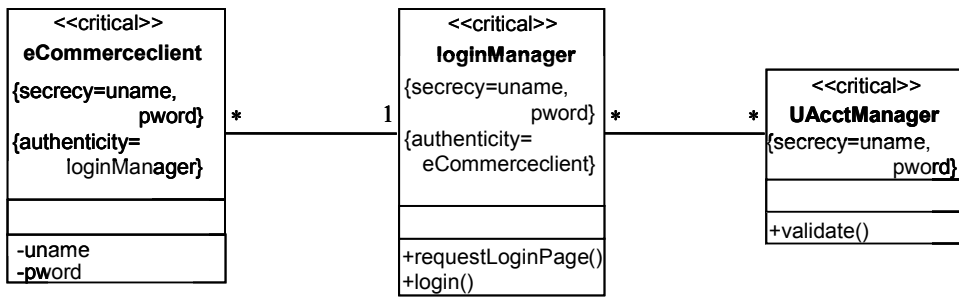 <<critical>>
eCommerceclient
{secrecy=uname,
pword}
{authenticity=
loginManager}
-uname
-pword
*
1
<<critical>>
loginManager
{secrecy=uname,
pword}
{authenticity=
eCommerceclient}
+requestLoginPage()
+login()
*
*
<<critical>>
UAcctManager
{secrecy=uname,
pword}
+validate()